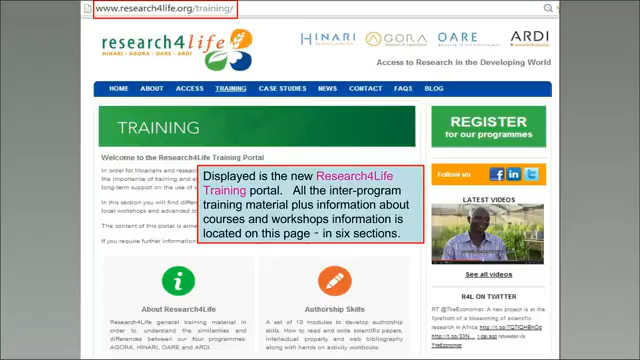 www.research4life.org/training/
research4life
HINARI - AGORA - OARE - ARDI
HINARI AGORA OARE ARDI
Access to Research in the Developing World
HOME ABOUT ACCESS TRAINING CASE STUDIES NEWS CONTACT FAQS BLOG
TRAINING
REGISTER
for our programmes
Welcome to the Research4Life Training Portal
In order for librarians and
the importance of training and
long-term support on the use of
In this section you will find
local workshops and advanced
The content of this portal is
If you require further information
Displayed is the new Research4Life
Training portal. All the inter-program
training material plus information about
courses and workshops information is
located on this page - in six sections.
Follow us
LATEST VIDEOS
See all videos
R4L ON TWITTER
RT @TheEconomist: A new project is at the
forefront of a blossoming of scientific
research in Africa
1 day ago
TheEconomist
About Research4Life
Research4Life general training material in
order to understand the similarities and
differences between our four programmes:
AGORA, HINARI, OARE and ARDI
Authorship Skills
A set of 10 modules to develop authorship
skills. How to read and write scientific papers,
intellectual property and web bibliography
along with hands on activity workbooks